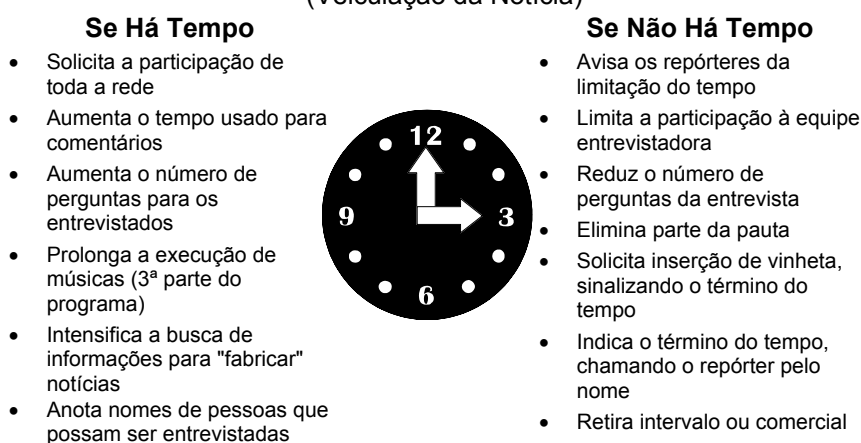 (Veiculação da Notícia)
Se Há Tempo
• Solicita a participação de
toda a rede
• Aumenta o tempo usado para
comentários
• Aumenta o número de
perguntas para os
entrevistados
• Prolonga a execução de
músicas (3ª parte do
programa)
• Intensifica a busca de
informações para "fabricar"
notícias
• Anota nomes de pessoas que
possam ser entrevistadas
12
9
3
6
Se Não Há Tempo
• Avisa os repórteres da
limitação do tempo
• Limita a participação à equipe
entrevistadora
• Reduz o número de
perguntas da entrevista
• Elimina parte da pauta
• Solicita inserção de vinheta,
sinalizando o término do
tempo
• Indica o término do tempo,
chamando o repórter pelo
nome
• Retira intervalo ou comercial